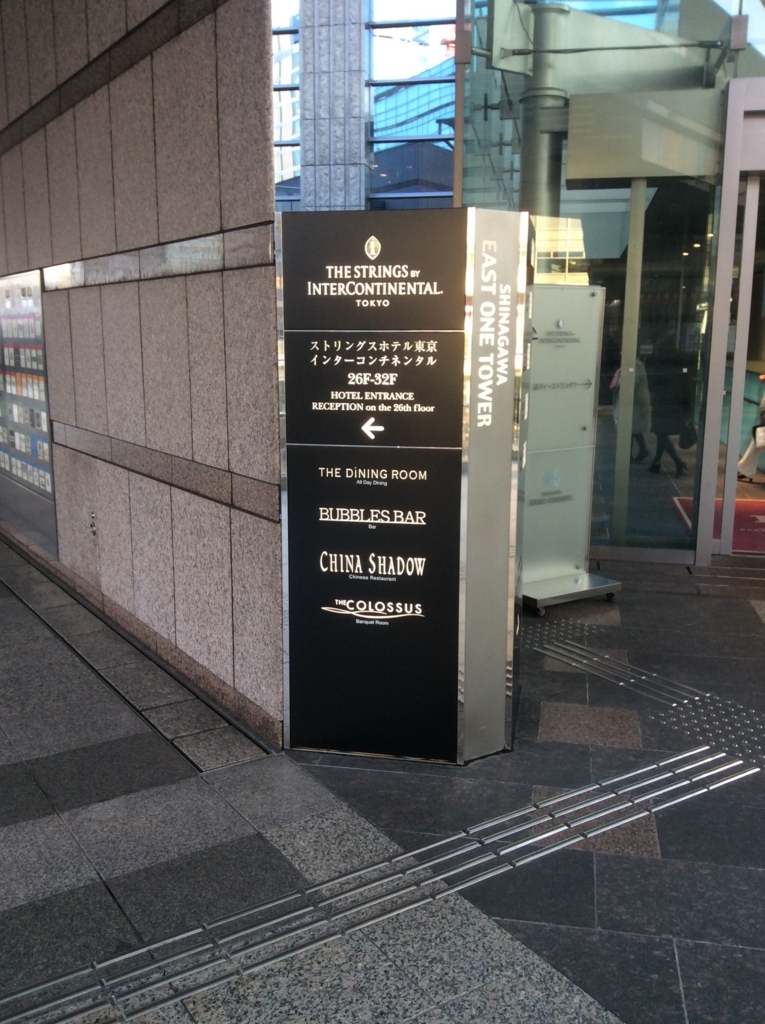 THE STRINGS BY
INTERCONTINENTAL.
TOKYO
ストリングスホテル東京
インターコンチネンタル
26F-32F
HOTEL ENTRANCE
RECEPTION on the 26th floor
←
THE DINING ROOM
All Day Dining
BUBBLES BAR
Bar
CHINA SHADOW
Chinese Restaurant
THE COLOSSUS
Banquet Room
SHINAGAWA
EAST ONE TOWER